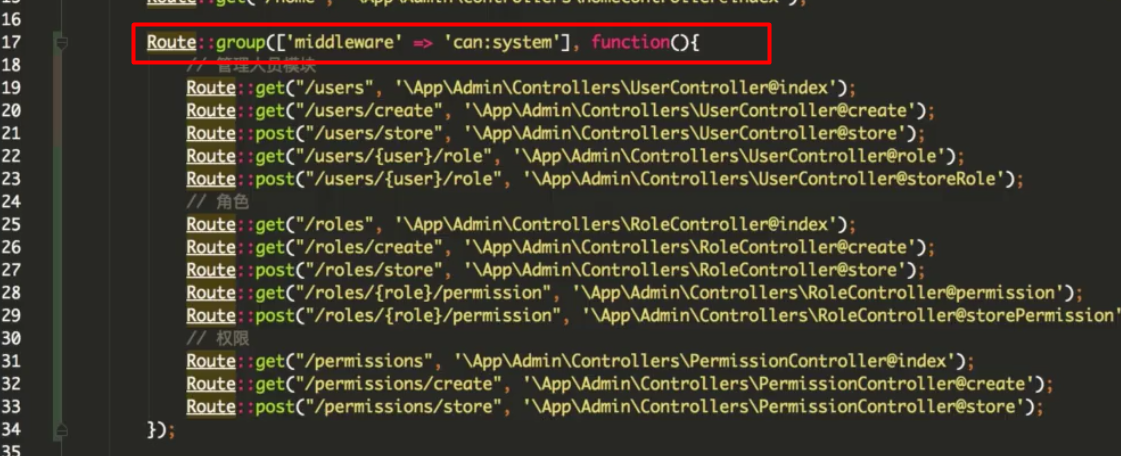 16
17 Route::group(['middleware' => 'can:system'], function(){
18 // 管理人员模块
19 Route::get("/users", '\App\Admin\Controllers\UserController@index');
20 Route::get("/users/create", '\App\Admin\Controllers\UserController@create');
21 Route::post("/users/store", '\App\Admin\Controllers\UserController@store');
22 Route::get("/users/{user}/role", '\App\Admin\Controllers\UserController@role');
23 Route::post("/users/{user}/role", '\App\Admin\Controllers\UserController@storeRole');
24 // 角色
25 Route::get("/roles", '\App\Admin\Controllers\RoleController@index');
26 Route::get("/roles/create", '\App\Admin\Controllers\RoleController@create');
27 Route::post("/roles/store", '\App\Admin\Controllers\RoleController@store');
28 Route::get("/roles/{role}/permission", '\App\Admin\Controllers\RoleController@permission');
29 Route::post("/roles/{role}/permission", '\App\Admin\Controllers\RoleController@storePermission'
30 // 权限
31 Route::get("/permissions", '\App\Admin\Controllers\PermissionController@index');
32 Route::get("/permissions/create", '\App\Admin\Controllers\PermissionController@create');
33 Route::post("/permissions/store", '\App\Admin\Controllers\PermissionController@store');
34 });
35